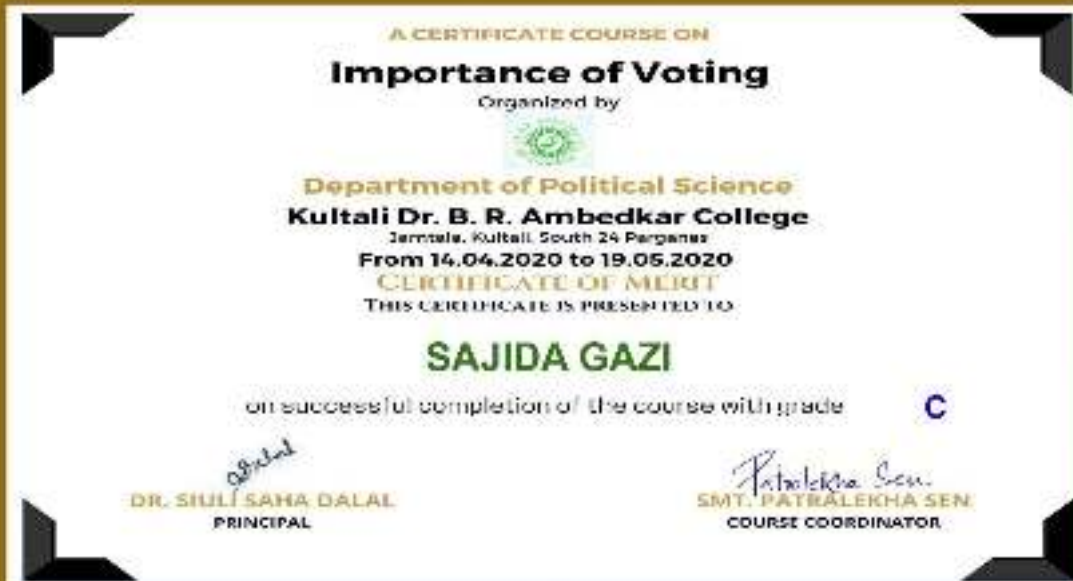 A CERTIFICATE COURSE ON
Importance of Voting
Organized by
Department of Political Science
Kultali Dr. B. R. Ambedkar College
Jamtala, Kultali, South 24 Parganas
From 14.04.2020 to 19.05.2020
CERTIFICATE OF MERIT
THIS CERTIFICATE IS PRESENTED TO
SAJIDA GAZI
on successful completion of the course with grade C
Patralekha Sen.
DR. SIULI SAHA DALAL
SMT. PATRALEKHA SEN
PRINCIPAL
COURSE COORDINATOR